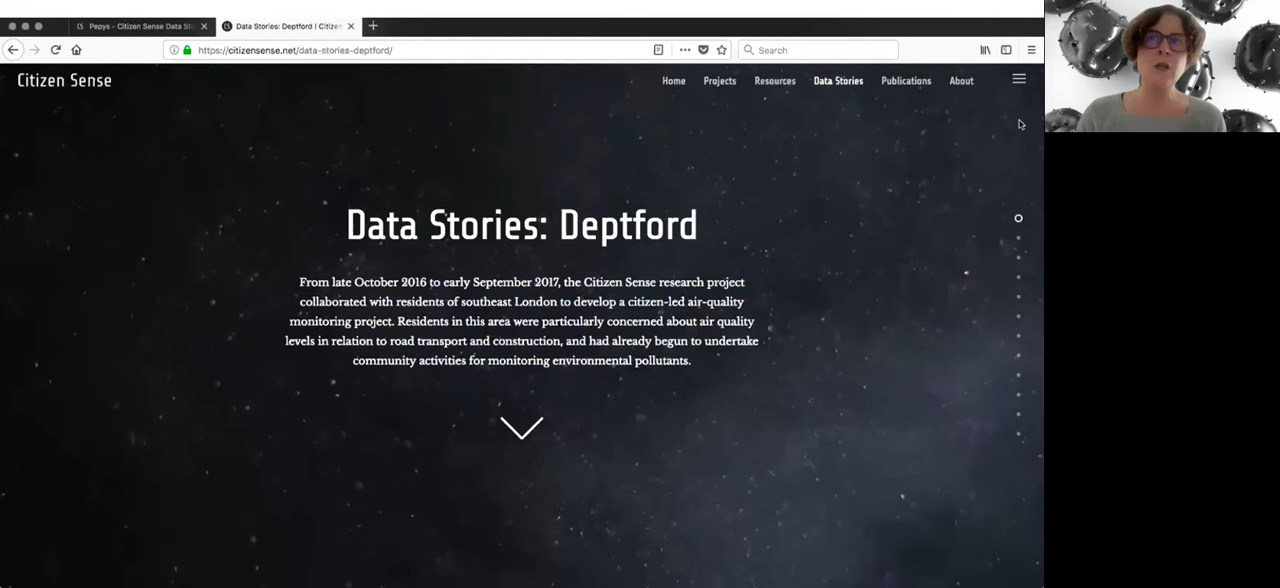 Pepys - Citizen Sense Data Sto
Data Stories: Deptford | Citizen
https://citizensense.net/data-stories-deptford/
Search
Citizen Sense
Home Projects Resources Data Stories Publications About
Data Stories: Deptford
From late October 2016 to early September 2017, the Citizen Sense research project
collaborated with residents of southeast London to develop a citizen-led air-quality
monitoring project. Residents in this area were particularly concerned about air quality
levels in relation to road transport and construction, and had already begun to undertake
community activities for monitoring environmental pollutants.